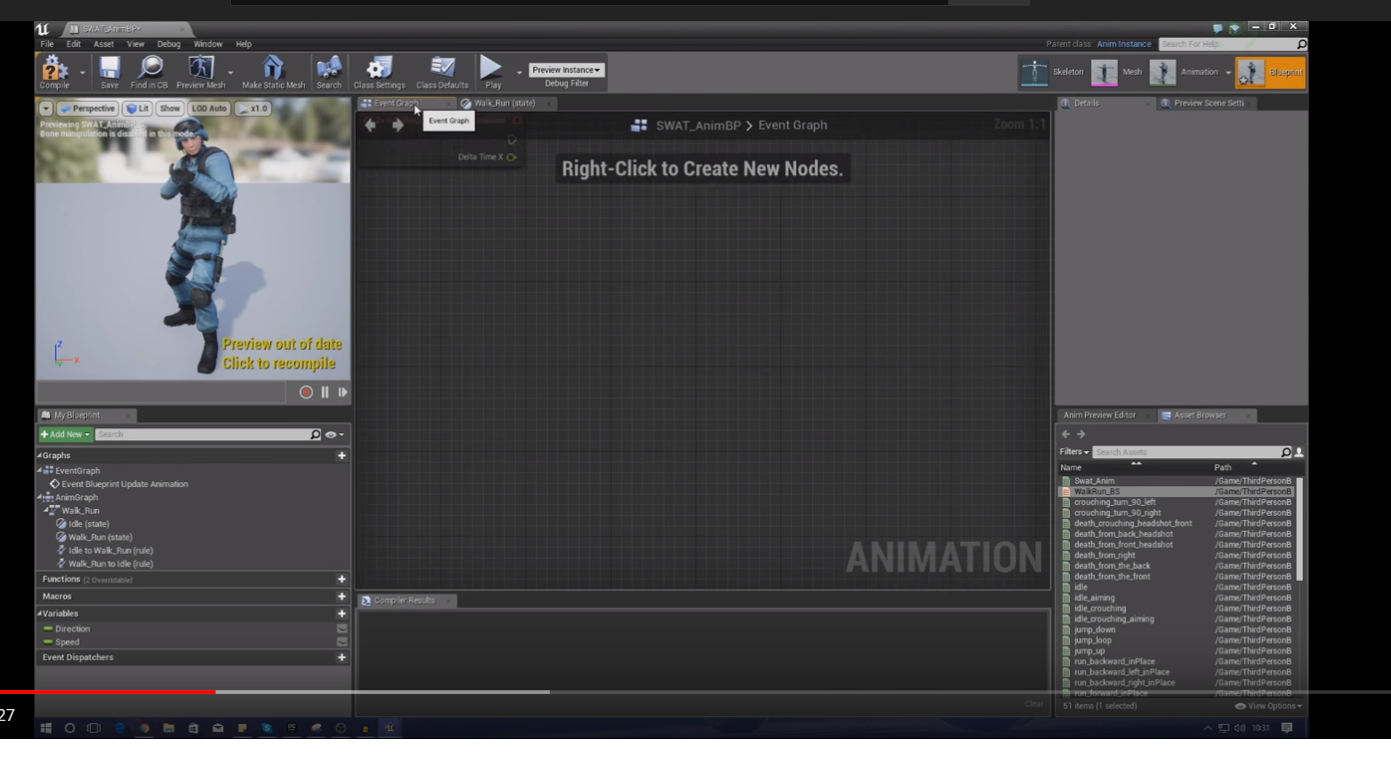 SWAT_AnimBP*
File Edit Asset View Debug Window Help
Parent class: Anim Instance Search For Help
Compile Save Find in CB Preview Mesh Make Static Mesh Search Class Settings Class Defaults Play
Preview Instance
Debug Filter
Skeleton Mesh Animation Blueprint
Perspective Lit Show LOD Auto x1.0
Previewing SWAT_AnimBP
Bone manipulation is disabled in this mode
Preview out of date
Click to recompile
Event Graph Walk_Run (state)
Event Graph
SWAT_AnimBP > Event Graph
Zoom 1:1
Delta Time X
Right-Click to Create New Nodes.
ANIMATION
Details Preview Scene Setti
My Blueprint
+ Add New Search
Graphs
EventGraph
Event Blueprint Update Animation
AnimGraph
Walk_Run
Idle (state)
Walk_Run (state)
Idle to Walk_Run (rule)
Walk_Run to Idle (rule)
Functions (2 Overridable)
Macros
Variables
Direction
Speed
Event Dispatchers
Compiler Results
Clear
Anim Preview Editor Asset Browser
Filters Search Assets
Name Path
Swat_Anim /Game/ThirdPersonB
WalkRun_BS /Game/ThirdPersonB
crouching_turn_90_left /Game/ThirdPersonB
crouching_turn_90_right /Game/ThirdPersonB
death_crouching_headshot_front /Game/ThirdPersonB
death_from_back_headshot /Game/ThirdPersonB
death_from_front_headshot /Game/ThirdPersonB
death_from_right /Game/ThirdPersonB
death_from_the_back /Game/ThirdPersonB
death_from_the_front /Game/ThirdPersonB
idle /Game/ThirdPersonB
idle_aiming /Game/ThirdPersonB
idle_crouching /Game/ThirdPersonB
idle_crouching_aiming /Game/ThirdPersonB
jump_down /Game/ThirdPersonB
jump_loop /Game/ThirdPersonB
jump_up /Game/ThirdPersonB
run_backward_inPlace /Game/ThirdPersonB
run_backward_left_inPlace /Game/ThirdPersonB
run_backward_right_inPlace /Game/ThirdPersonB
run_forward_inPlace /Game/ThirdPersonB
51 items (1 selected) View Options
27
10:31